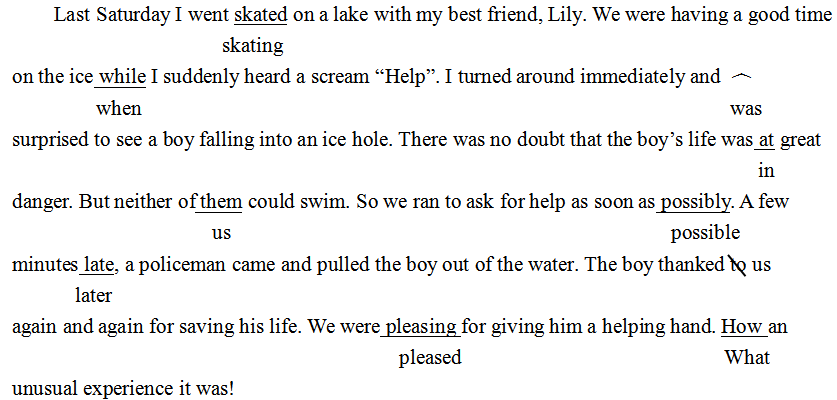 Last Saturday I went skated on a lake with my best friend, Lily. We were having a good time
skating
on the ice while I suddenly heard a scream “Help”. I turned around immediately and ︿
when was
surprised to see a boy falling into an ice hole. There was no doubt that the boy’s life was at great
in
danger. But neither of them could swim. So we ran to ask for help as soon as possibly. A few
us possible
minutes late, a policeman came and pulled the boy out of the water. The boy thanked to us
later
again and again for saving his life. We were pleasing for giving him a helping hand. How an
pleased What
unusual experience it was!